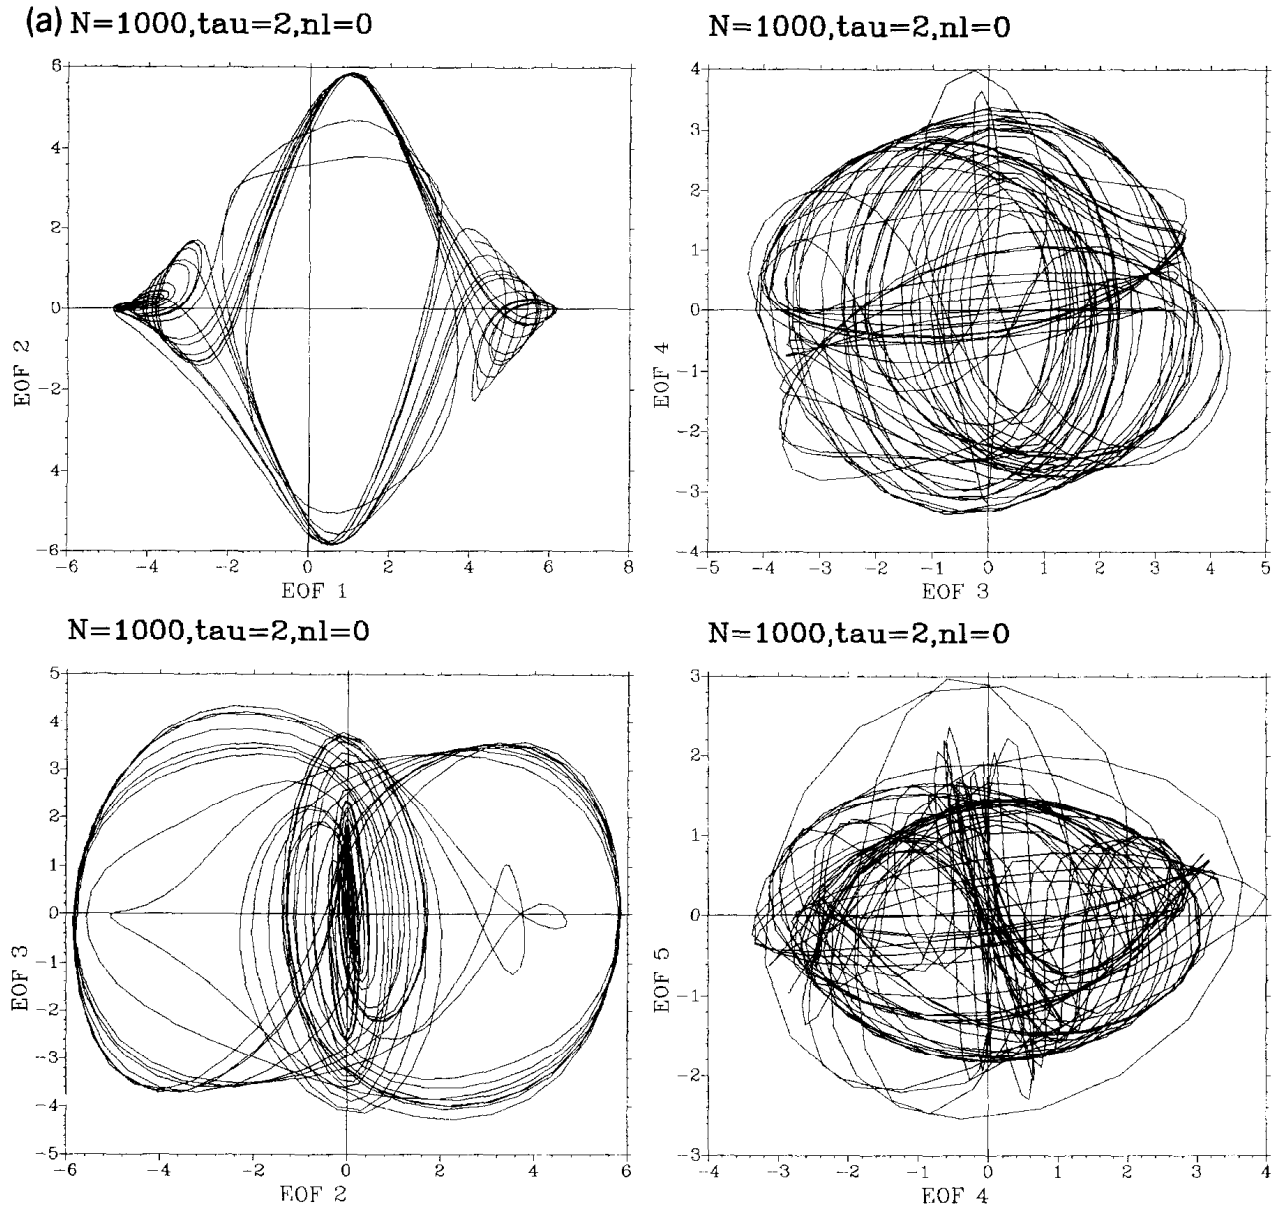 (a) N=1000,tau=2,nl=0
N=1000,tau=2,nl=0
6
4
2
0
-2
-4
-6
EOF 2
-6 -4 -2 0 2 4 6 8
EOF 1
4
3
2
1
0
-1
-2
-3
-4
EOF 4
-5 -4 -3 -2 -1 0 1 2 3 4 5
EOF 3
N=1000,tau=2,nl=0
N=1000,tau=2,nl=0
5
4
3
2
1
0
-1
-2
-3
-4
-5
EOF 3
-6 -4 -2 0 2 4 6
EOF 2
3
2
1
0
-1
-2
-3
EOF 5
-4 -3 -2 -1 0 1 2 3 4
EOF 4